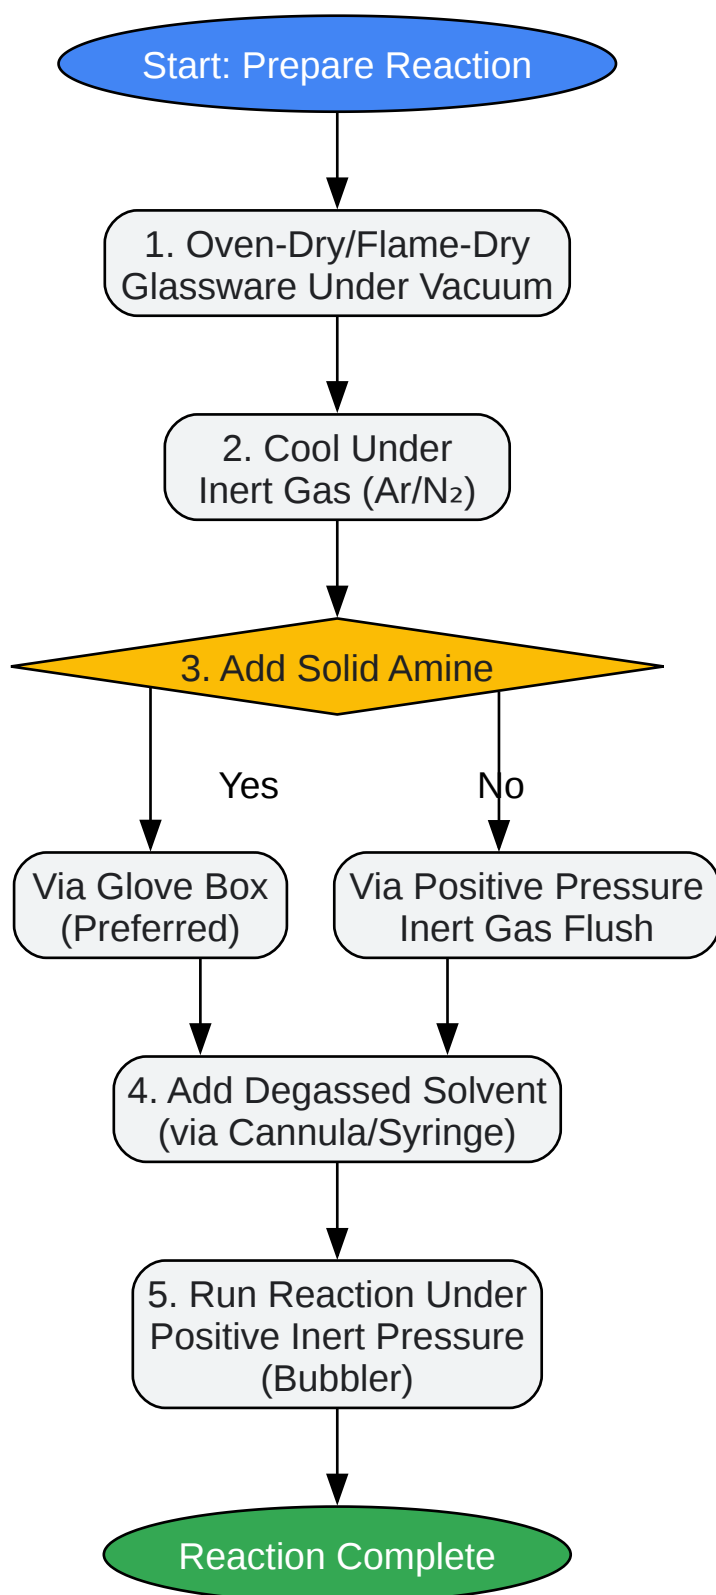 Start: Prepare Reaction
1. Oven-Dry/Flame-Dry
Glassware Under Vacuum
2. Cool Under
Inert Gas (Ar/N₂)
3. Add Solid Amine
Yes
No
Via Glove Box
(Preferred)
Via Positive Pressure
Inert Gas Flush
4. Add Degassed Solvent
(via Cannula/Syringe)
5. Run Reaction Under
Positive Inert Pressure
(Bubbler)
Reaction Complete